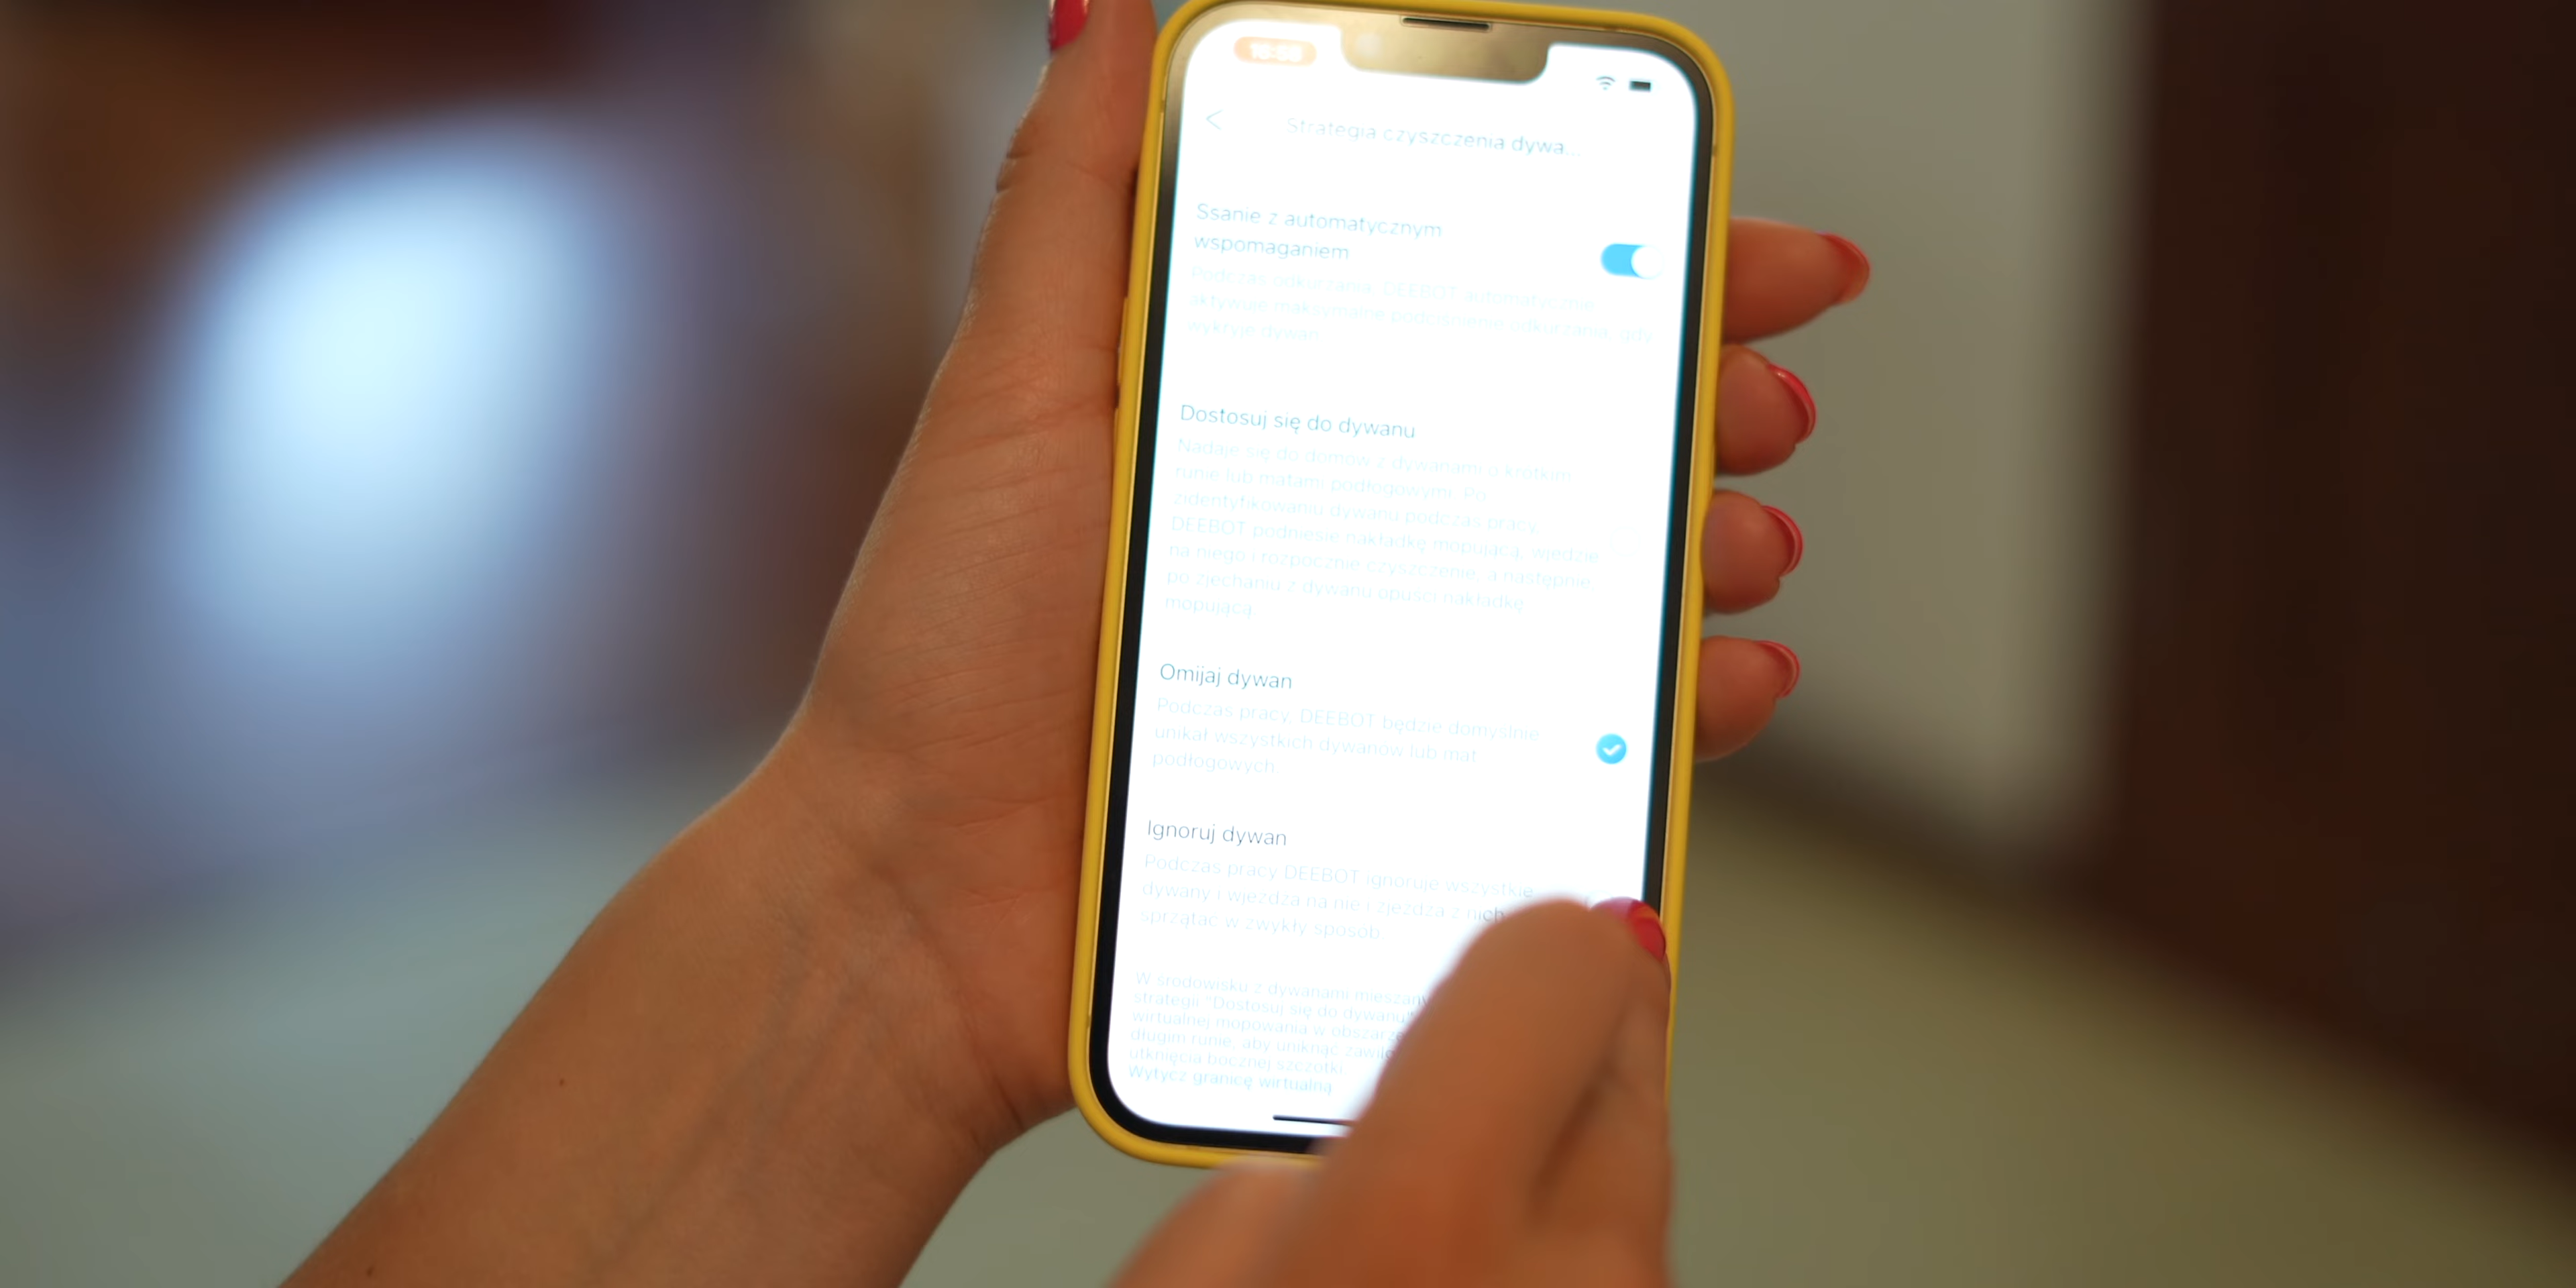 Strategia czyszczenia dywa...
Ssanie z automatycznym
wspomaganiem
Podczas odkurzania, DEEBOT automatycznie
aktywuje maksymalne podciśnienie odkurzania, gdy
wykryje dywan
Dostosuj się do dywanu
Nadaje się do domów z dywanami o krótkim
runie lub matami podłogowymi. Po
zidentyfikowaniu dywanu podczas pracy
DEEBOT podniesie nakładkę mopującą, wjedzie
na niego i rozpocznie czyszczenie, a następnie
po zjechaniu z dywanu opuści nakładkę
mopującą.
Omijaj dywan
Podczas pracy, DEEBOT będzie domyślnie
unikał wszystkich dywanów lub mat
podłogowych.
Ignoruj dywan
Podczas pracy DEEBOT ignoruje wszystkie
dywany i wjeżdża na nie i zjeżdża z nich
sprzątać w zwykły sposób
W środowisku z dywanami
strategii "Dostosuj się do dywanu"
wirtualnej mopowania w
długim runie, aby uniknąć
utknięcia bocznej szczotki
Wytycz granicę wirtualną